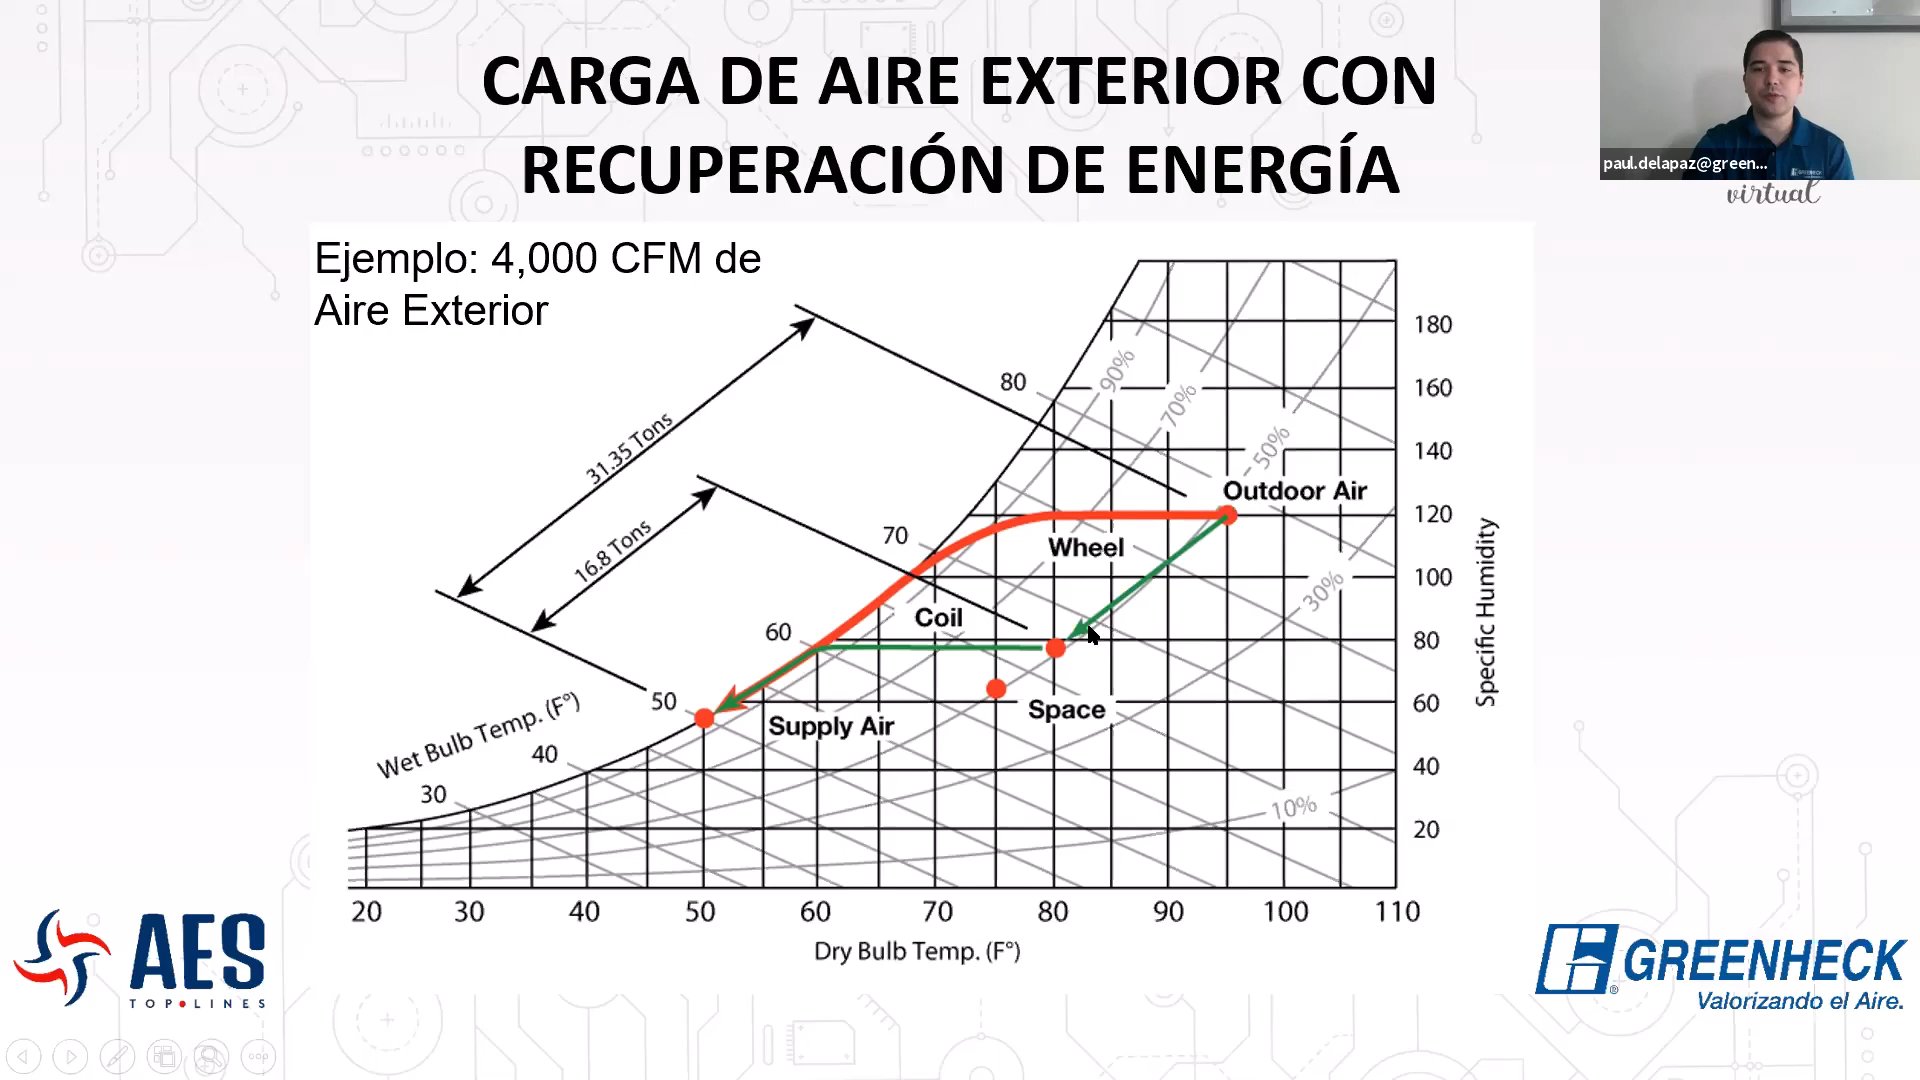 CARGA DE AIRE EXTERIOR CON
RECUPERACIÓN DE ENERGÍA
paul.delapaz@green...
virtual
Ejemplo: 4,000 CFM de
Aire Exterior
31.35 Tons
16.8 Tons
80
70
60
50
40
30
Wet Bulb Temp. (F°)
90%
70%
50%
30%
10%
Outdoor Air
Wheel
Coil
Space
Supply Air
180
160
140
120
100
80
60
40
20
Specific Humidity
20 30 40 50 60 70 80 90 100 110
Dry Bulb Temp. (F°)
AES
TOP•LINES
GREENHECK
Valorizando el Aire.